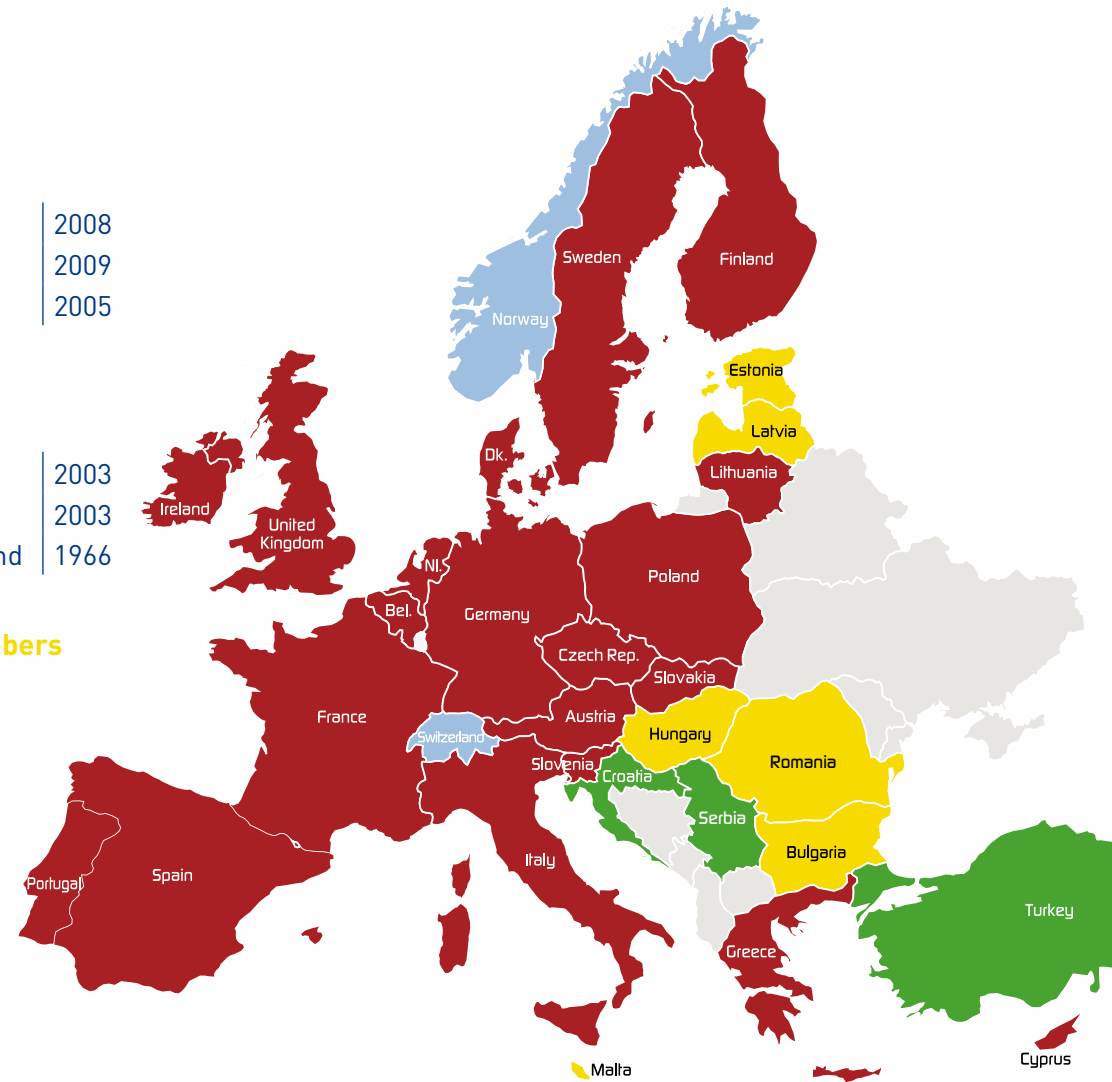 2008
2009
2005
Sweden
Finland
Norway
Estonia
Latvia
Dk.
Lithuania
2003
Ireland
2003
United
Kingdom
nd 1966
Nl.
Poland
Bel.
Germany
bers
Czech Rep.
Slovakia
France
Austria
Switzerland
Hungary
Slovenia
Romania
Croatia
Serbia
Bulgaria
Italy
Spain
Portugal
Turkey
Greece
Cyprus
Malta